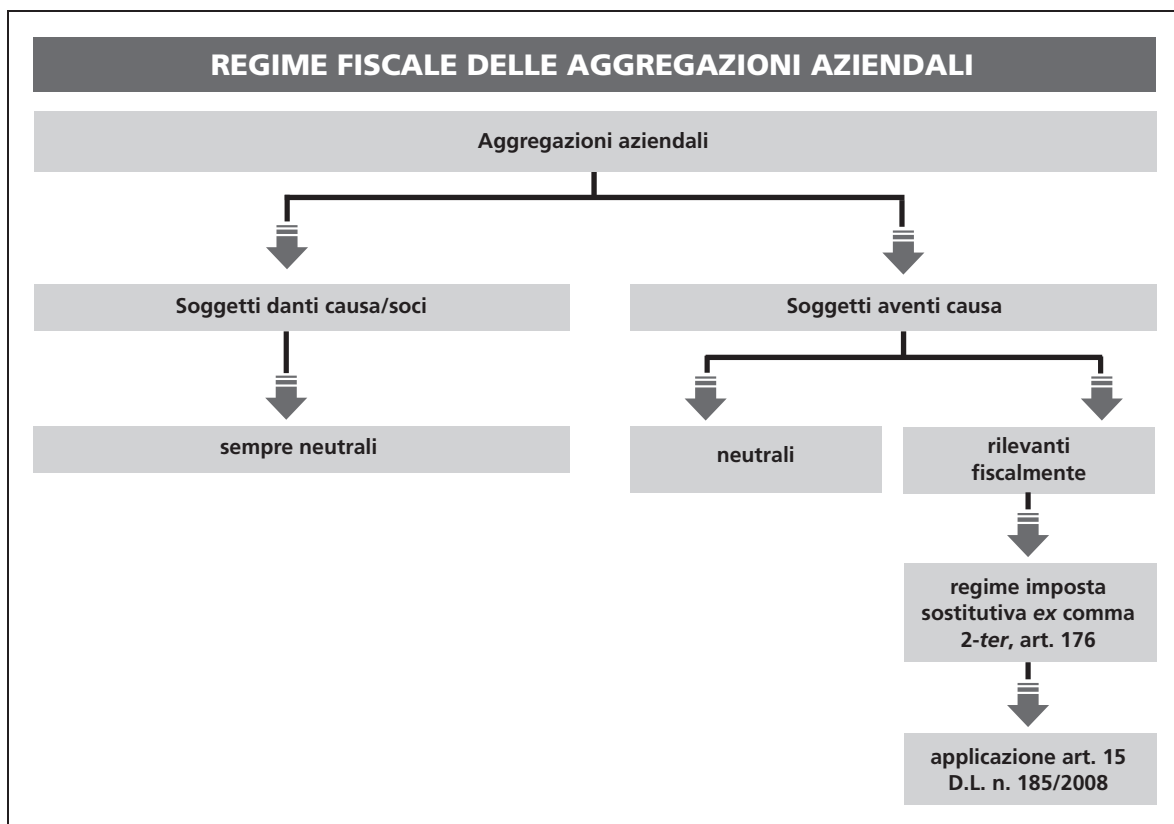 REGIME FISCALE DELLE AGGREGAZIONI AZIENDALI
Aggregazioni aziendali
Soggetti danti causa/soci
Soggetti aventi causa
sempre neutrali
neutrali
rilevanti
fiscalmente
regime imposta
sostitutiva ex comma
2-ter, art. 176
applicazione art. 15
D.L. n. 185/2008